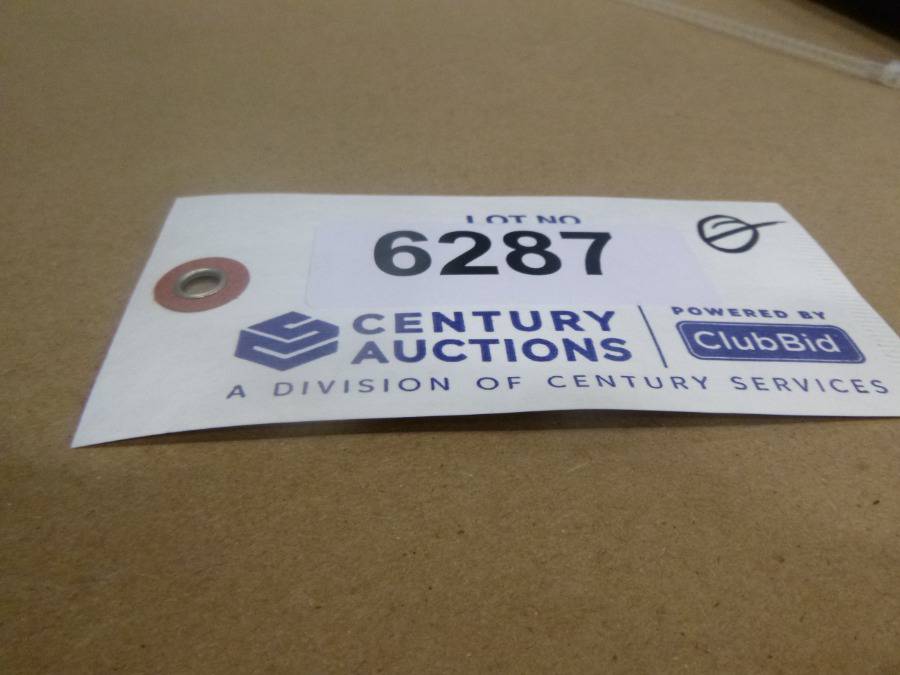 LOT NO
6287
CENTURY
AUCTIONS
POWERED BY
ClubBid
A DIVISION OF CENTURY SERVICES